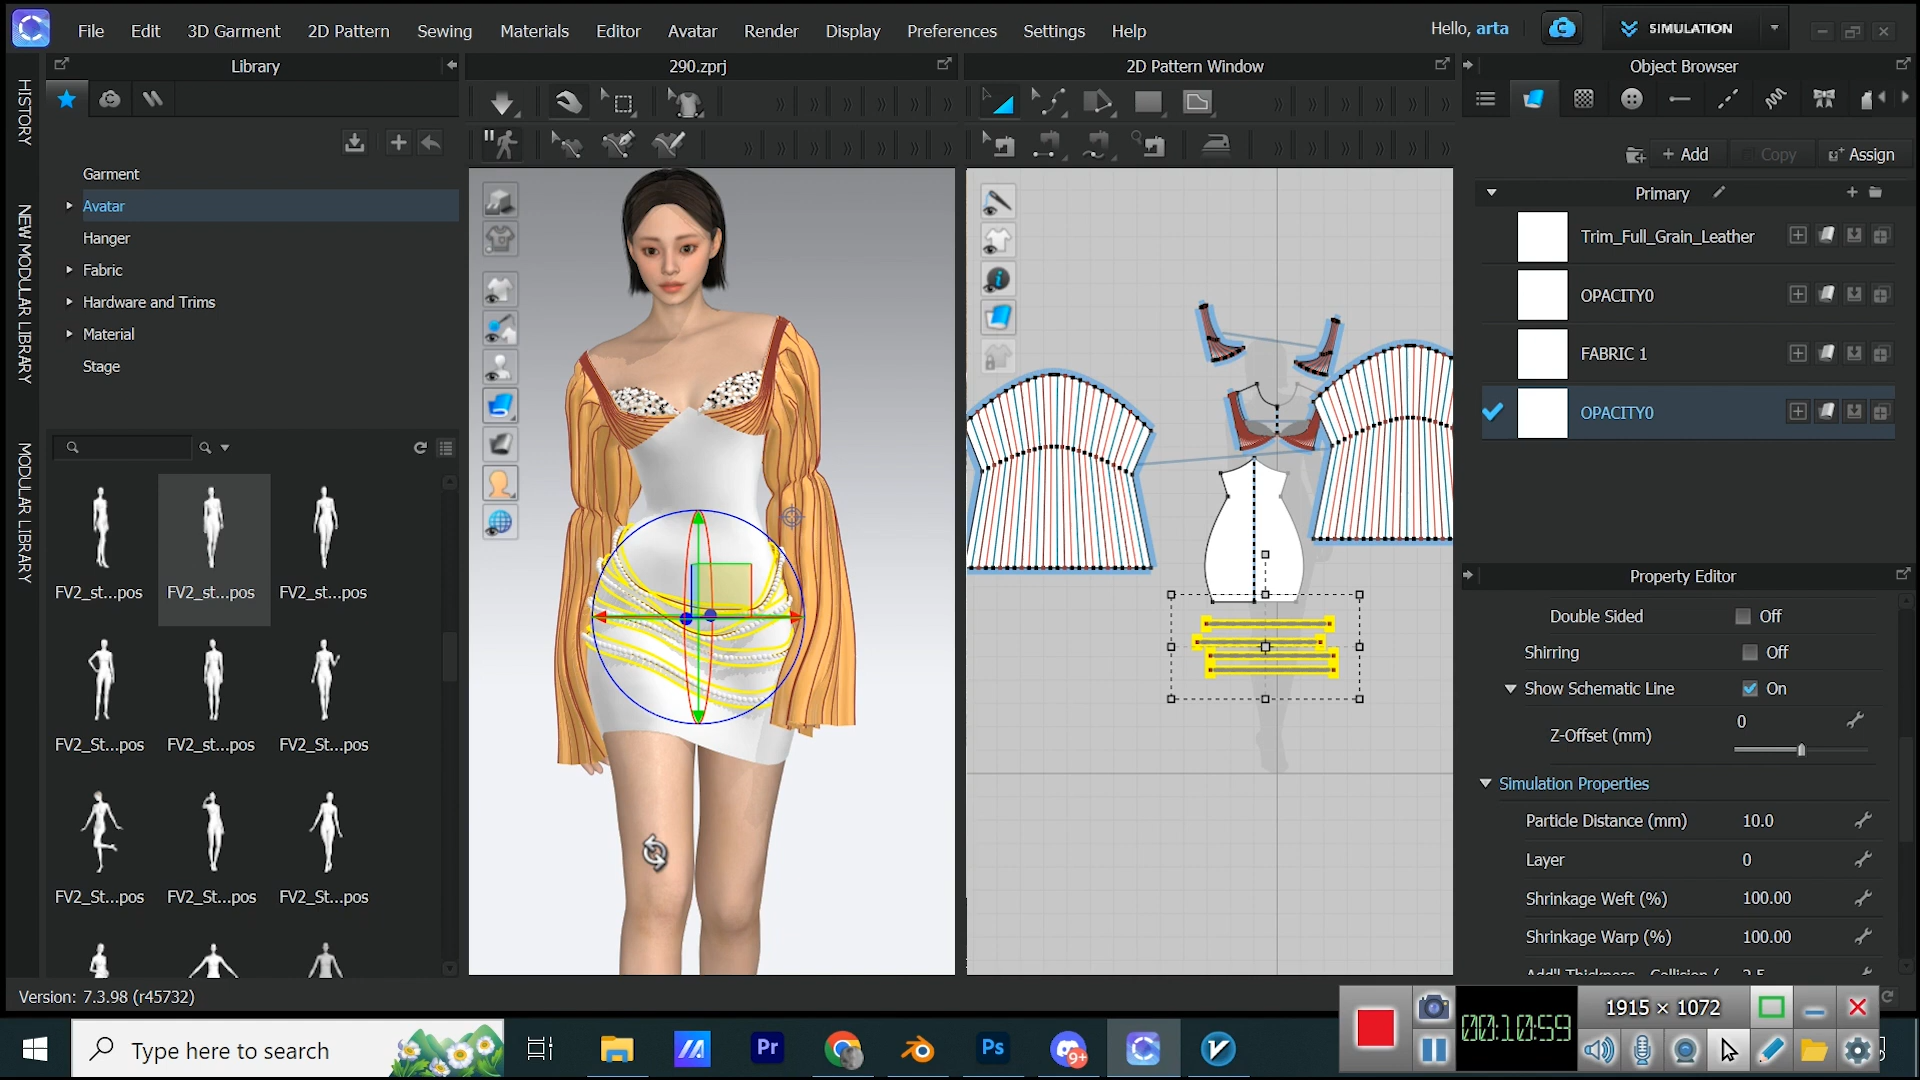 File Edit 3D Garment 2D Pattern Sewing Materials Editor Avatar Render Display Preferences Settings Help
Hello, arta
SIMULATION
Library
290.zprj
2D Pattern Window
Object Browser
HISTORY
NEW MODULAR LIBRARY
MODULAR LIBRARY
Garment
Avatar
Hanger
Fabric
Hardware and Trims
Material
Stage
+ Add
Copy
Assign
Primary
Trim_Full_Grain_Leather
OPACITY0
FABRIC 1
OPACITY0
FV2_st...pos FV2_st...pos FV2_st...pos
FV2_St...pos FV2_st...pos FV2_St...pos
FV2_St...pos FV2_St...pos FV2_St...pos
Property Editor
Double Sided Off
Shirring Off
Show Schematic Line On
Z-Offset (mm) 0
Simulation Properties
Particle Distance (mm) 10.0
Layer 0
Shrinkage Weft (%) 100.00
Shrinkage Warp (%) 100.00
Version: 7.3.98 (r45732)
00:10:59
1915 × 1072
Type here to search
Pr
Ps
9+